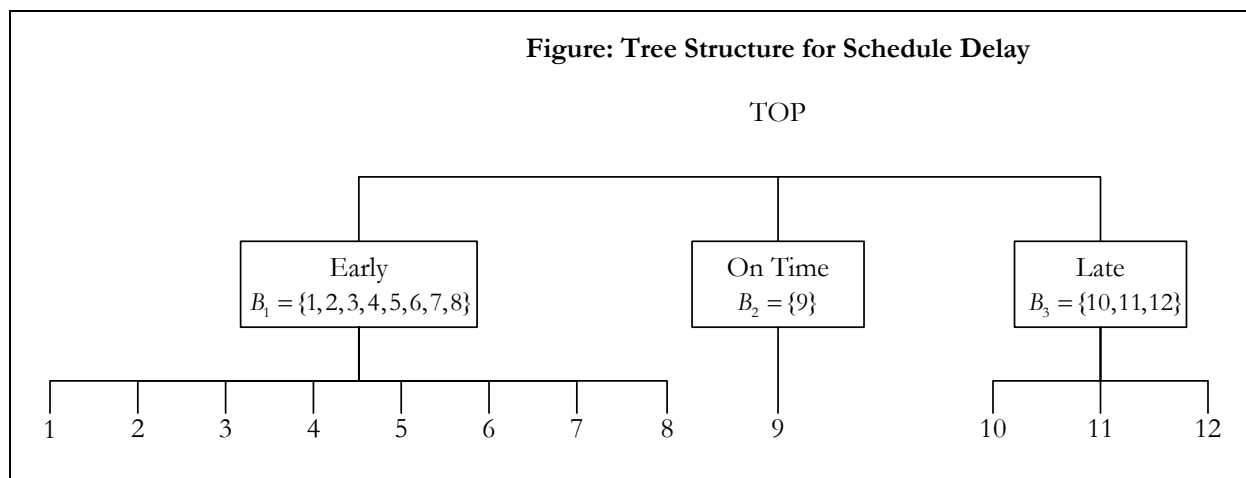 Figure: Tree Structure for Schedule Delay
TOP
Early
B₁ = {1,2,3,4,5,6,7,8}
On Time
B₂ = {9}
Late
B₃ = {10,11,12}
1 2 3 4 5 6 7 8 9 10 11 12